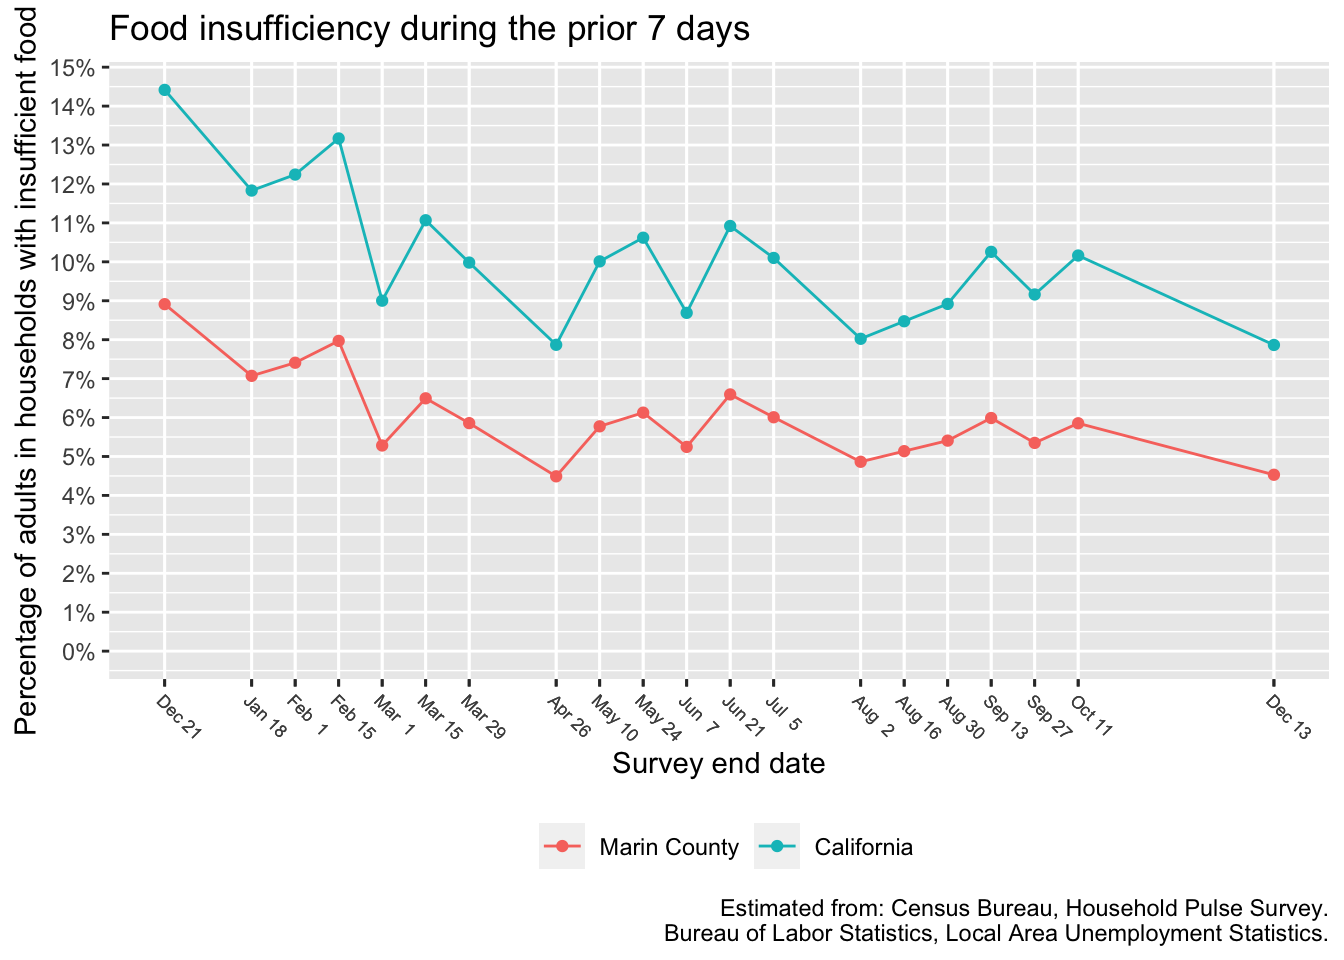 Food insufficiency during the prior 7 days
Percentage of adults in households with insufficient food
15%
14%
13%
12%
11%
10%
9%
8%
7%
6%
5%
4%
3%
2%
1%
0%
Dec 21
Jan 18
Feb 1
Feb 15
Mar 1
Mar 15
Mar 29
Apr 26
May 10
May 24
Jun 7
Jun 21
Jul 5
Aug 2
Aug 16
Aug 30
Sep 13
Sep 27
Oct 11
Dec 13
Survey end date
Marin County
California
Estimated from: Census Bureau, Household Pulse Survey.
Bureau of Labor Statistics, Local Area Unemployment Statistics.